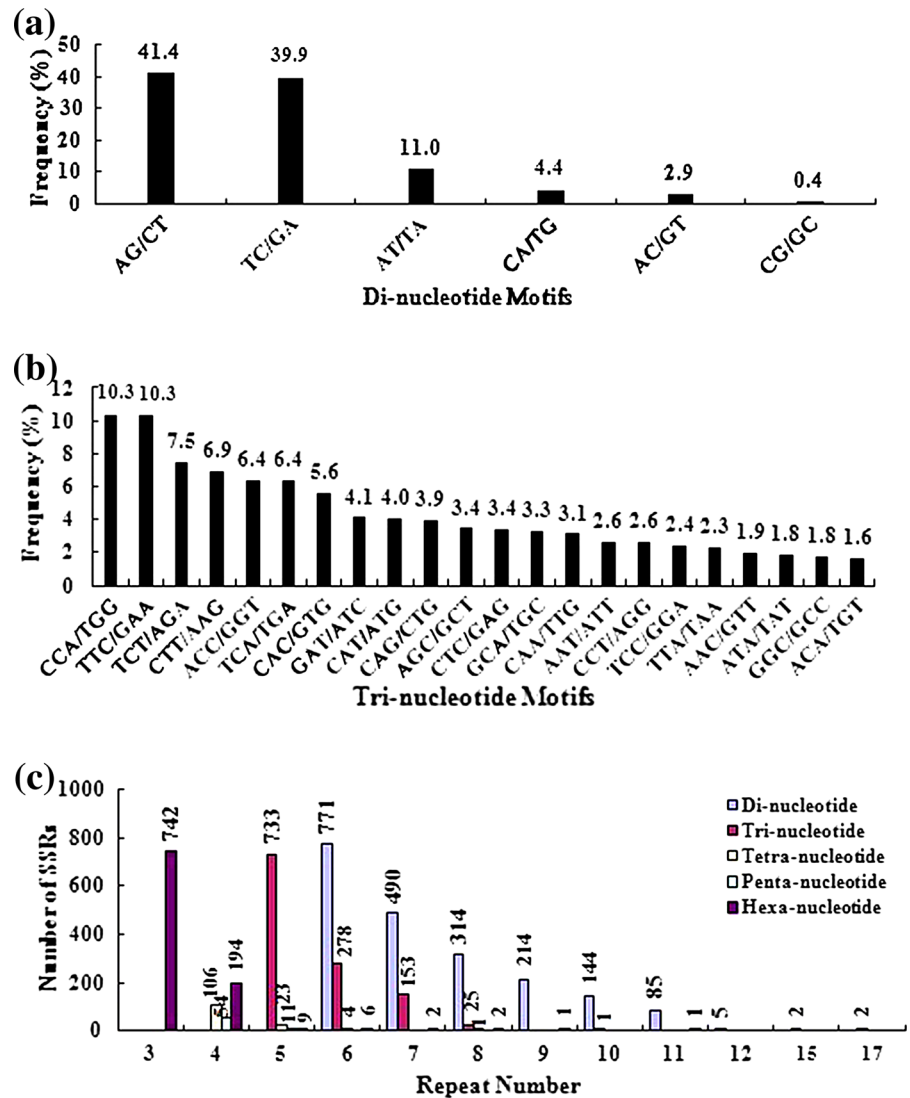 (a)
Frequency (%)
50
40
30
20
10
0
41.4
39.9
11.0
4.4
2.9
0.4
AG/CT
TC/GA
AT/TA
CA/TG
AC/GT
CG/GC
Di-nucleotide Motifs
(b)
Frequency (%)
12
10
8
6
4
2
0
10.3
10.3
7.5
6.9
6.4
6.4
5.6
4.1
4.0
3.9
3.4
3.4
3.3
3.1
2.6
2.6
2.4
2.3
1.9
1.8
1.8
1.6
CCA/TGG
TTC/GAA
TCT/AGA
CTT/AAG
ACC/GGT
TCA/TGA
CAC/GTG
GAT/ATC
CAT/ATG
CAG/CTG
AGC/GCT
CTC/GAG
GCA/TGC
CAA/TTG
AAT/ATT
CCT/AGG
TCC/GGA
TTA/TAA
AAC/GTT
ATA/TAT
GGC/GCC
ACA/TGT
Tri-nucleotide Motifs
(c)
Number of SSRs
1000
800
600
400
200
0
742
106
54
194
733
23
11
9
771
278
4
6
490
153
2
314
25
1
2
214
1
144
1
85
1
5
2
2
Di-nucleotide
Tri-nucleotide
Tetra-nucleotide
Penta-nucleotide
Hexa-nucleotide
3
4
5
6
7
8
9
10
11
12
15
17
Repeat Number